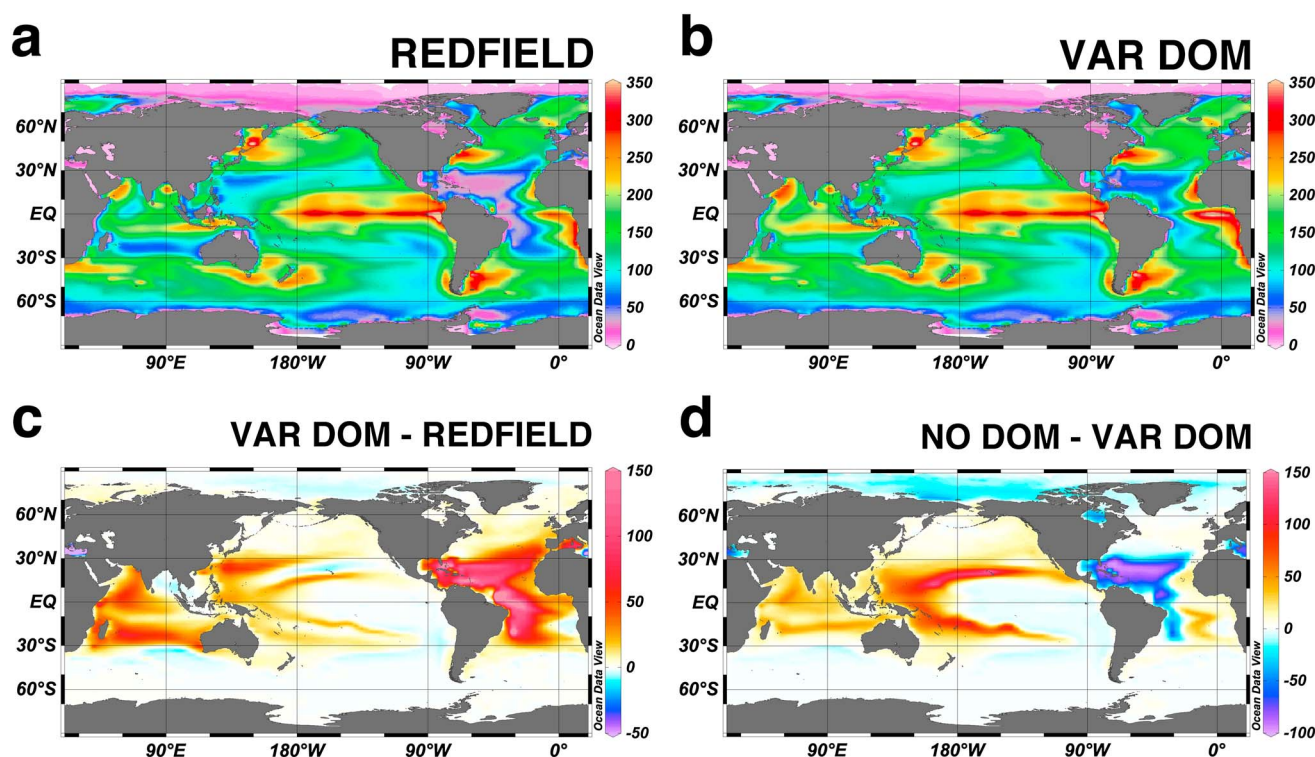 a
REDFIELD
60°N
30°N
EQ
30°S
60°S
90°E
180°W
90°W
0°
350
300
250
200
150
100
50
0
Ocean Data View
b
VAR DOM
60°N
30°N
EQ
30°S
60°S
90°E
180°W
90°W
0°
350
300
250
200
150
100
50
0
Ocean Data View
c
VAR DOM - REDFIELD
60°N
30°N
EQ
30°S
60°S
90°E
180°W
90°W
0°
150
100
50
0
-50
Ocean Data View
d
NO DOM - VAR DOM
60°N
30°N
EQ
30°S
60°S
90°E
180°W
90°W
0°
150
100
50
0
-50
-100
Ocean Data View